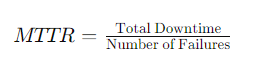 MTTR = Total Downtime / Number of Failures